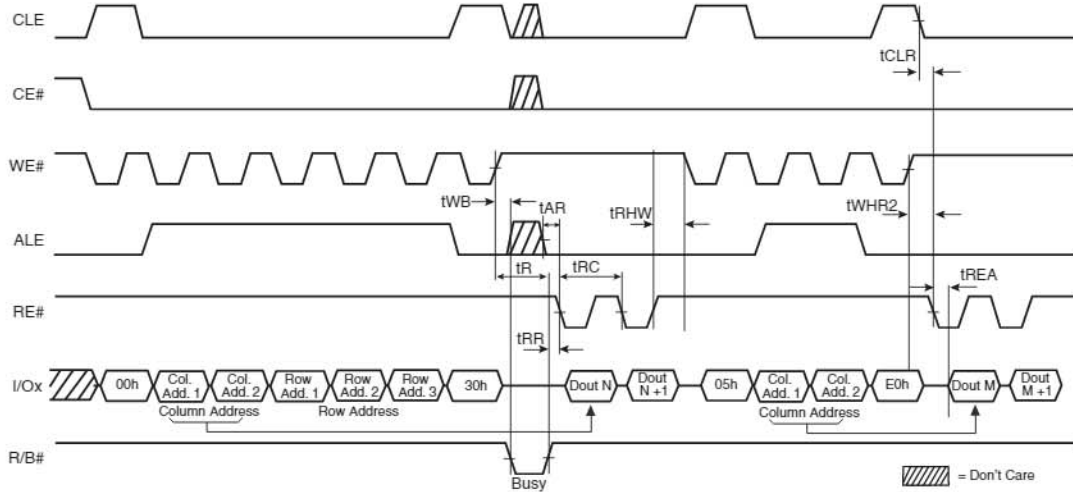 CLE
tCLR
CE#
WE#
tWB
tAR
tRHW
tWHR2
ALE
tR
tRC
tREA
RE#
tRR
I/Ox
00h
Col. Add. 1
Col. Add. 2
Row Add. 1
Row Add. 2
Row Add. 3
30h
Dout N
Dout N +1
05h
Col. Add. 1
Col. Add. 2
E0h
Dout M
Dout M +1
Column Address
Row Address
Column Address
R/B#
Busy
= Don't Care